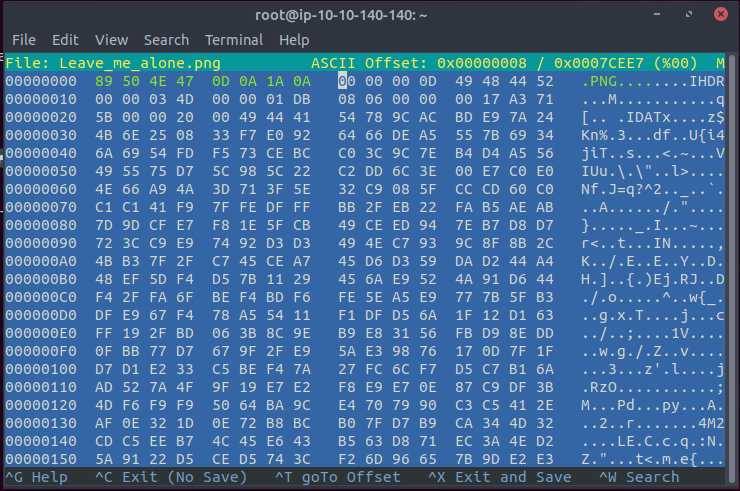 root@ip-10-10-140-140: ~
File Edit View Search Terminal Help
File: Leave_me_alone.png ASCII Offset: 0x00000008 / 0x0007CEE7 (%00) M
00000000 89 50 4E 47 0D 0A 1A 0A 00 00 00 0D 49 48 44 52 .PNG........IHDR
00000010 00 00 03 4D 00 00 01 DB 08 06 00 00 00 17 A3 71 ...M...........q
00000020 5B 00 00 20 00 49 44 41 54 78 9C AC BD E9 7A 24 [.. .IDATx....z$
00000030 4B 6E 25 08 33 F7 E0 92 64 66 DE A5 55 7B 69 34 Kn%.3...df..U{i4
00000040 6A 69 54 FD F5 73 CE BC C0 3C 9C 7E B4 D4 A5 56 jiT..s...<.~...V
00000050 49 55 75 D7 5C 98 5C 22 C2 DD 6C 3E 00 E7 C0 E0 IUu.\.\"..l>....
00000060 4E 66 A9 4A 3D 71 3F 5E 32 C9 08 5F CC CD 60 C0 Nf.J=q?^2.._..`.
00000070 C1 C1 41 F9 7F FE DF FF BB 2F EB 22 FA B5 AE AB ..A....../."....
00000080 7D 9D CF E7 F8 1E 5F CB 49 CE ED 94 7E B7 D8 D7 }....._.I...~...
00000090 72 3C C9 E9 74 92 D3 D3 49 4E C7 93 9C 8F 8B 2C r<..t...IN.....,
000000A0 4B B3 7F 2F C7 45 CE A7 45 D6 D3 59 DA D2 44 A4 K../.E..E..Y..D.
000000B0 48 EF 5D F4 D5 7B 11 29 45 6A E9 52 4A 91 D6 44 H.]..{.)Ej.RJ..D
000000C0 F4 2F FA 6F BE F4 BD F6 FE 5E A5 E9 77 7B 5F B3 ./.o.....^..w{_.
000000D0 DF E9 67 F4 78 A5 54 11 F1 DF D5 6A 1F 12 D1 63 ..g.x.T....j...c
000000E0 FF 19 2F BD 06 3B 8C 9E B9 E8 31 56 FB D9 8E DD ../..;....1V....
000000F0 0F BB 77 D7 67 9F 2F E9 5A E3 98 76 17 0D 7F 1F ..w.g./.Z..v....
00000100 D7 D1 E2 33 C5 BE F4 7A 27 FC 6C F7 D5 C7 B1 6A ...3...z'.l....j
00000110 AD 52 7A 4F 9F 19 E7 E2 F8 E9 E7 0E 87 C9 DF 3B .RzO...........;
00000120 4D F6 F9 F9 50 64 BA 9C E4 70 79 90 C3 C5 41 2E M...Pd...py...A.
00000130 AF 0E 32 1D 0E 72 B8 BC B0 7F D7 B9 CA 34 4D 32 ..2..r.......4M2
00000140 CD C5 EE B7 4C 45 E6 43 B5 63 D8 71 EC 3A 4E D2 ....LE.C.c.q.:N.
00000150 5A 91 22 D5 CE D5 74 3C F2 6D 96 65 7B 9D E2 E3 Z."...t<.m.e{...
^G Help ^C Exit (No Save) ^T goTo Offset ^X Exit and Save ^W Search